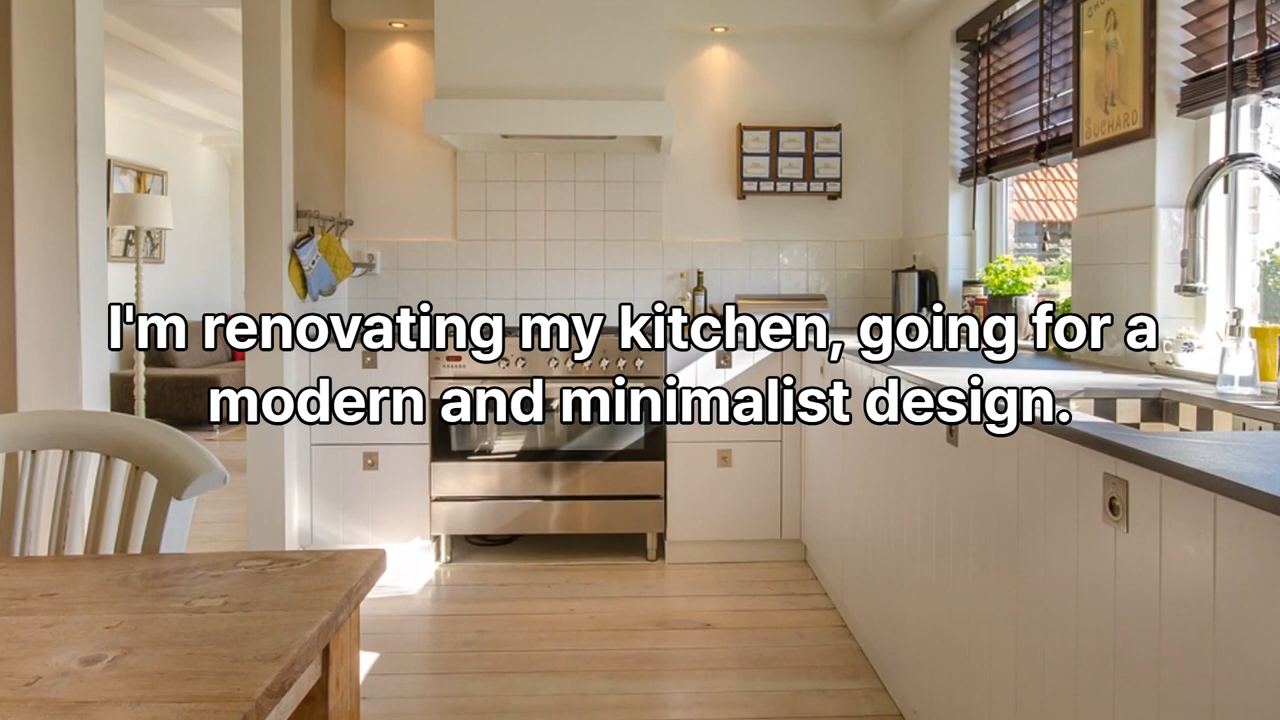 SUCHARD
I'm renovating my kitchen, going for a
modern and minimalist design.